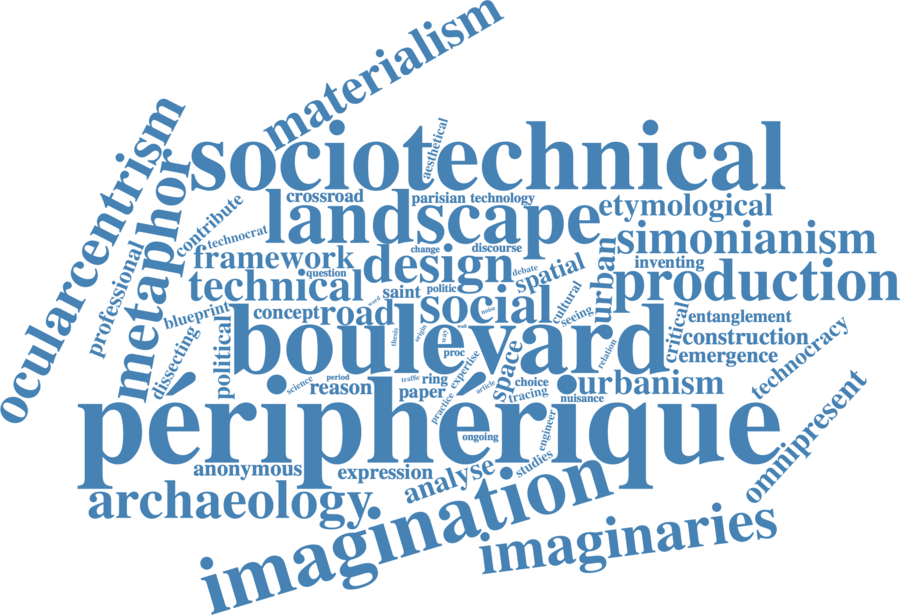 materialism
ocularcentrism
metaphor
sociotechnical
aesthetical
crossroad
parisian
technology
contribute
landscape
etymological
technocrat
professional
framework
change
discourse
simonianism
urban
question
design
debate
spatial
inventing
technical
saint
politic
production
word
noise
cultural
seeing
blueprint
concept
road
social
critical
entanglement
political
boulevard
thesis
origin
way
wall
proc
construction
dissecting
relation
emergence
technocracy
expertise
space
science
period
reason
traffic
ring
paper
article
choice
tracing
urbanism
nuisance
practice
périphérique
ongoing
engineer
omnipresent
anonymous
expression
analyse
studies
archaeology
imagination
imaginaries